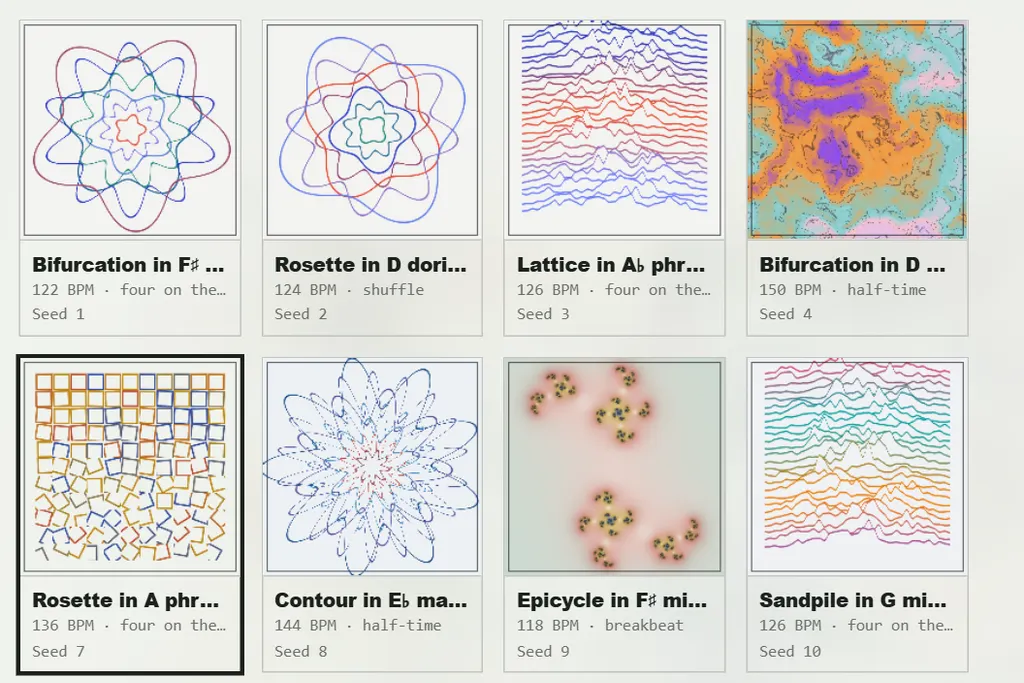 Bifurcation in F♯ ...
122 BPM · four on the…
Seed 1
Rosette in D dori...
124 BPM · shuffle
Seed 2
Lattice in A♭ phr...
126 BPM · four on the…
Seed 3
Bifurcation in D ...
150 BPM · half-time
Seed 4
Rosette in A phr...
136 BPM · four on the…
Seed 7
Contour in E♭ ma...
144 BPM · half-time
Seed 8
Epicycle in F♯ mi...
118 BPM · breakbeat
Seed 9
Sandpile in G mi...
126 BPM · four on the…
Seed 10